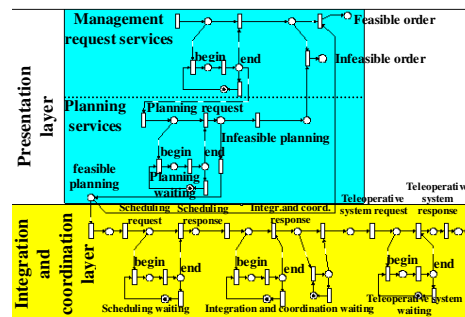 Management
request services
Feasible order
begin
end
Infeasible order
Presentation
layer
Planning
services
Planning request
Infeasible planning
begin
end
Planning
waiting
feasible
planning
Integration
and
coordination
layer
Scheduling
request
Scheduling
response
Integr.and coord.
response
Teleoperative
system request
Teleoperative
system
response
begin
end
begin
end
begin
end
Scheduling waiting
Integration and coordination waiting
Teleoperative system
waiting